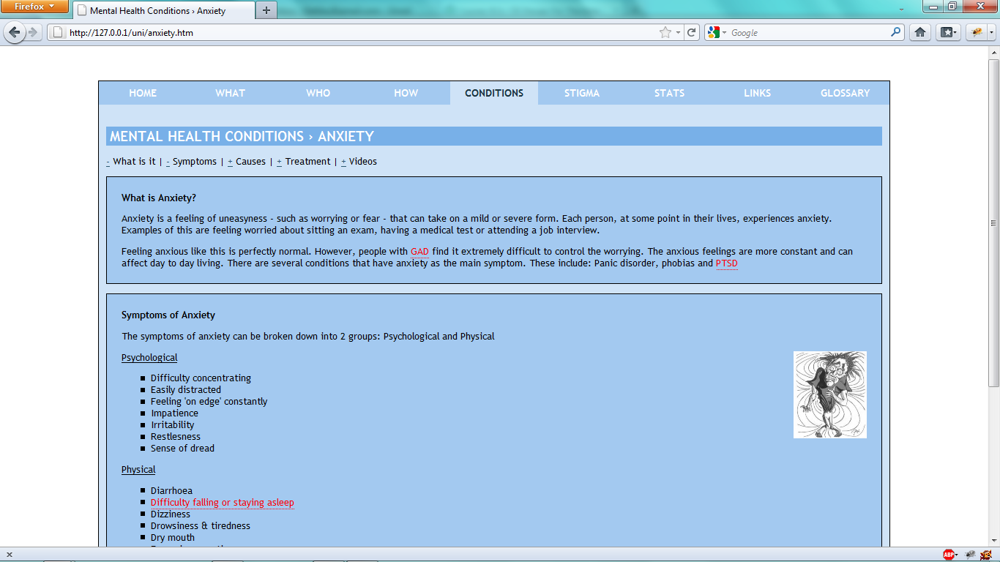 Firefox
Mental Health Conditions › Anxiety
http://127.0.0.1/uni/anxiety.htm
Google
HOME WHAT WHO HOW CONDITIONS STIGMA STATS LINKS GLOSSARY
MENTAL HEALTH CONDITIONS › ANXIETY
- What is it | - Symptoms | + Causes | + Treatment | + Videos
What is Anxiety?
Anxiety is a feeling of uneasyness - such as worrying or fear - that can take on a mild or severe form. Each person, at some point in their lives, experiences anxiety.
Examples of this are feeling worried about sitting an exam, having a medical test or attending a job interview.
Feeling anxious like this is perfectly normal. However, people with GAD find it extremely difficult to control the worrying. The anxious feelings are more constant and can
affect day to day living. There are several conditions that have anxiety as the main symptom. These include: Panic disorder, phobias and PTSD
Symptoms of Anxiety
The symptoms of anxiety can be broken down into 2 groups: Psychological and Physical
Psychological
Difficulty concentrating
Easily distracted
Feeling 'on edge' constantly
Impatience
Irritability
Restlesness
Sense of dread
Physical
Diarrhoea
Difficulty falling or staying asleep
Dizziness
Drowsiness & tiredness
Dry mouth
ABP